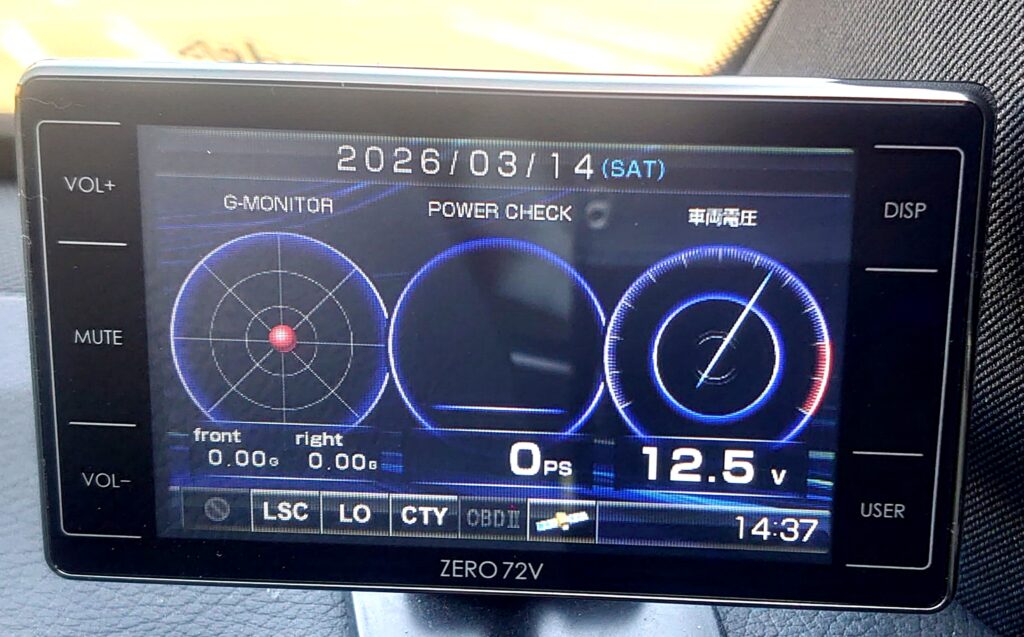 2026/03/14(SAT)
VOL+
G-MONITOR
POWER CHECK
車両電圧
DISP
MUTE
front
right
0.00G
0.00G
0PS
12.5 V
VOL-
LSC
LO
CTY
OBDII
14:37
USER
ZERO 72V